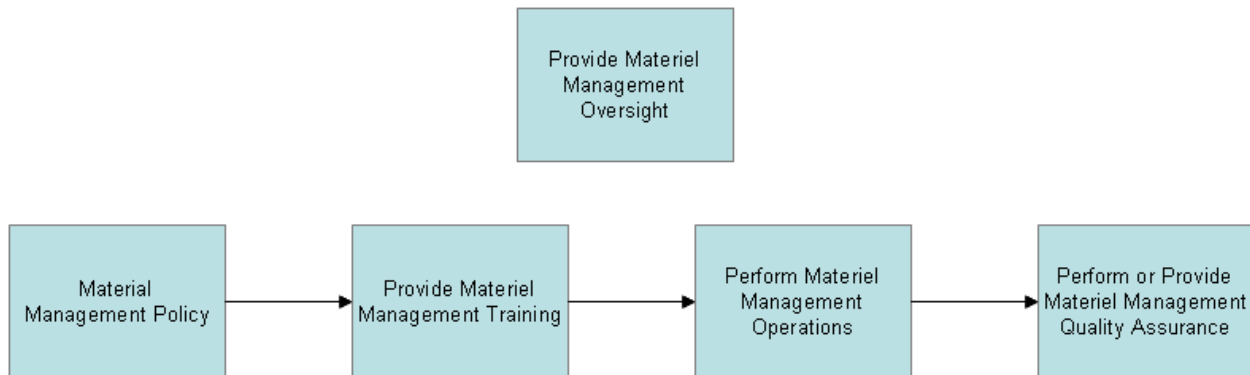 Provide Materiel
Management
Oversight
Material
Management Policy
Provide Materiel
Management Training
Perform Materiel
Management
Operations
Perform or Provide
Materiel Management
Quality Assurance